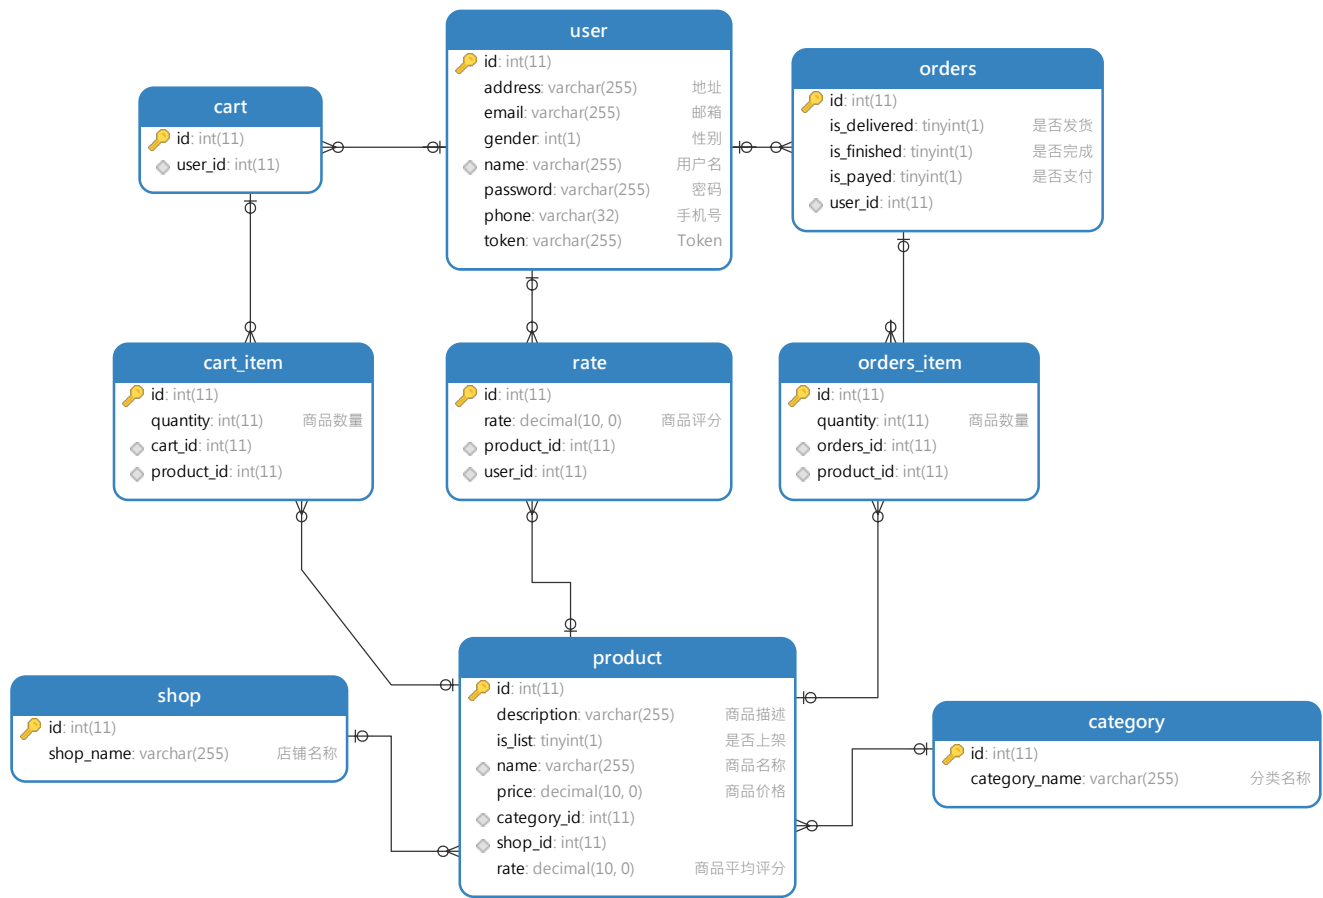 user
id: int(11)
address: varchar(255) 地址
email: varchar(255) 邮箱
gender: int(1) 性别
name: varchar(255) 用户名
password: varchar(255) 密码
phone: varchar(32) 手机号
token: varchar(255) Token
orders
id: int(11)
is_delivered: tinyint(1) 是否发货
is_finished: tinyint(1) 是否完成
is_payed: tinyint(1) 是否支付
user_id: int(11)
cart
id: int(11)
user_id: int(11)
cart_item
id: int(11)
quantity: int(11) 商品数量
cart_id: int(11)
product_id: int(11)
rate
id: int(11)
rate: decimal(10, 0) 商品评分
product_id: int(11)
user_id: int(11)
orders_item
id: int(11)
quantity: int(11) 商品数量
orders_id: int(11)
product_id: int(11)
product
id: int(11)
description: varchar(255) 商品描述
is_list: tinyint(1) 是否上架
name: varchar(255) 商品名称
price: decimal(10, 0) 商品价格
category_id: int(11)
shop_id: int(11)
rate: decimal(10, 0) 商品平均评分
shop
id: int(11)
shop_name: varchar(255) 店铺名称
category
id: int(11)
category_name: varchar(255) 分类名称